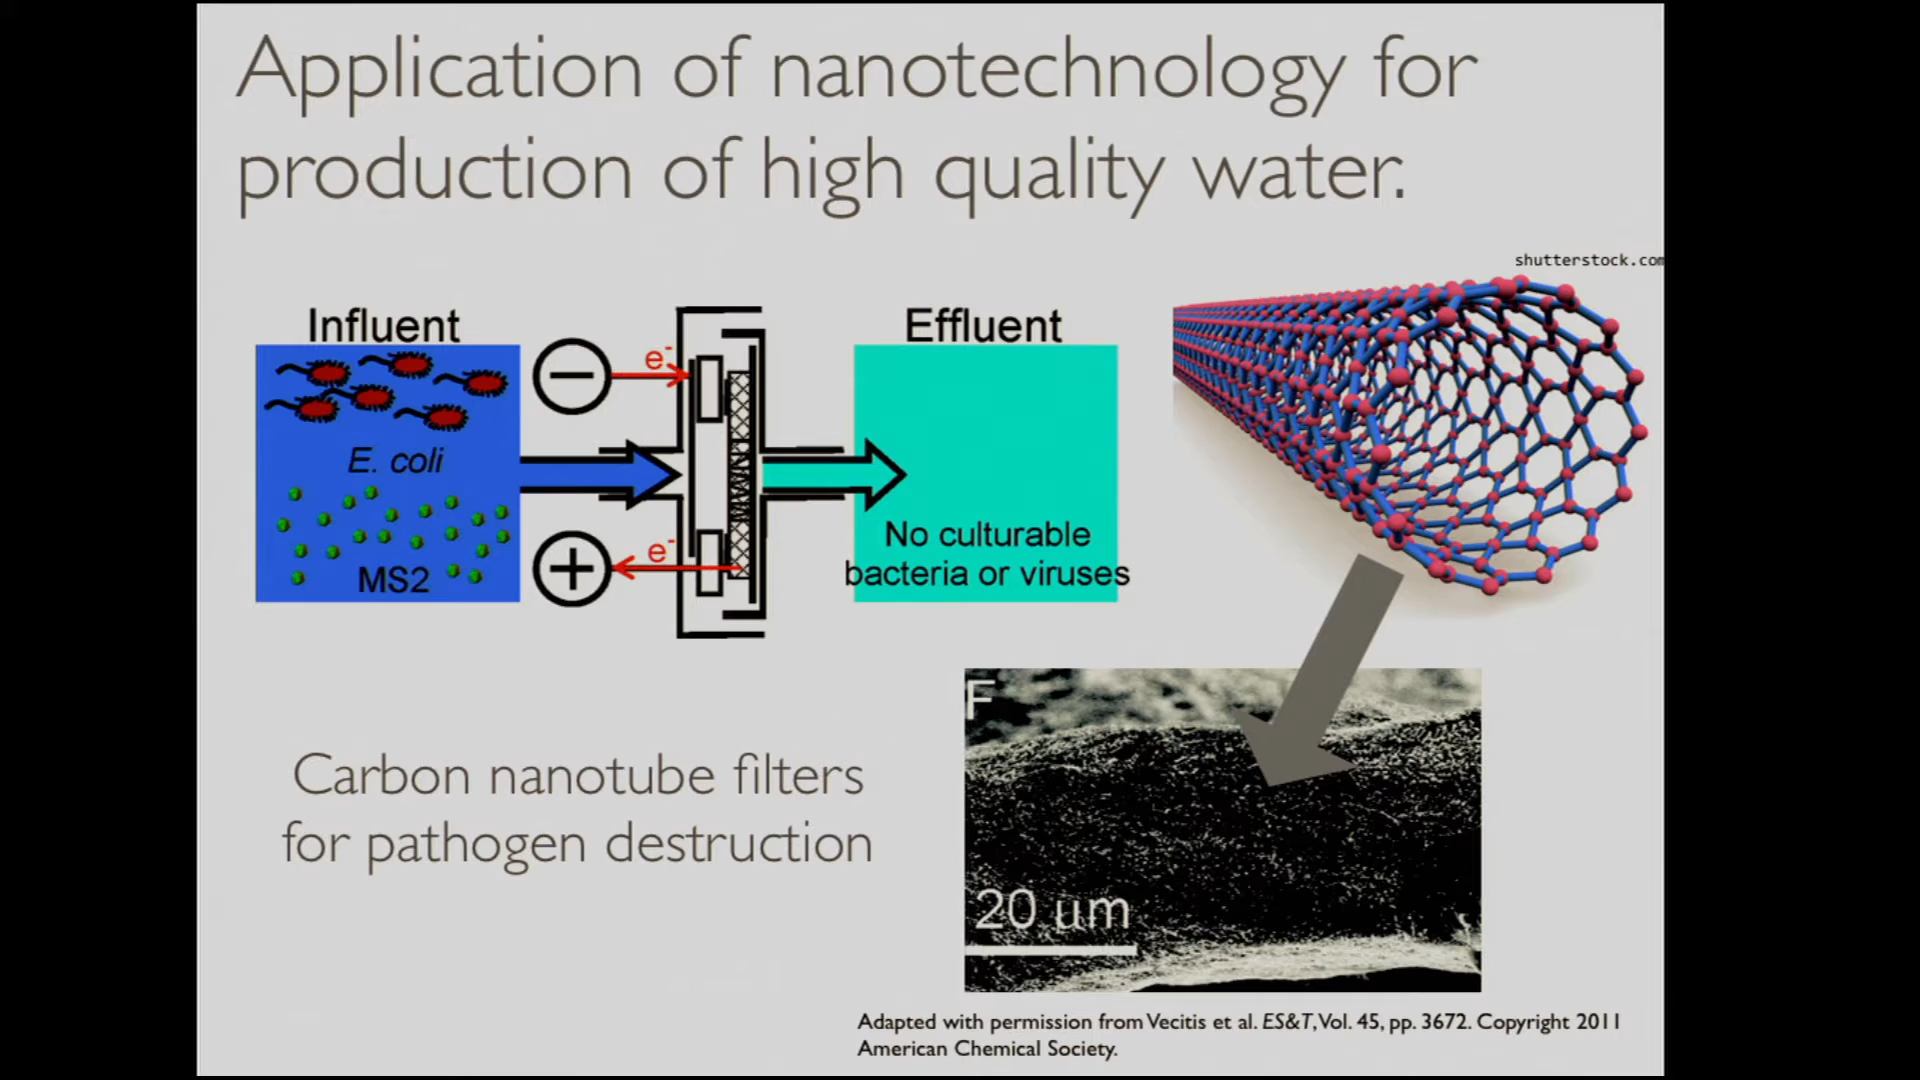 Application of nanotechnology for
production of high quality water.
shutterstock.com
Influent
E. coli
MS2
−
e-
+
e-
Effluent
No culturable
bacteria or viruses
F
20 µm
Carbon nanotube filters
for pathogen destruction
Adapted with permission from Vecitis et al. ES&T, Vol. 45, pp. 3672. Copyright 2011
American Chemical Society.